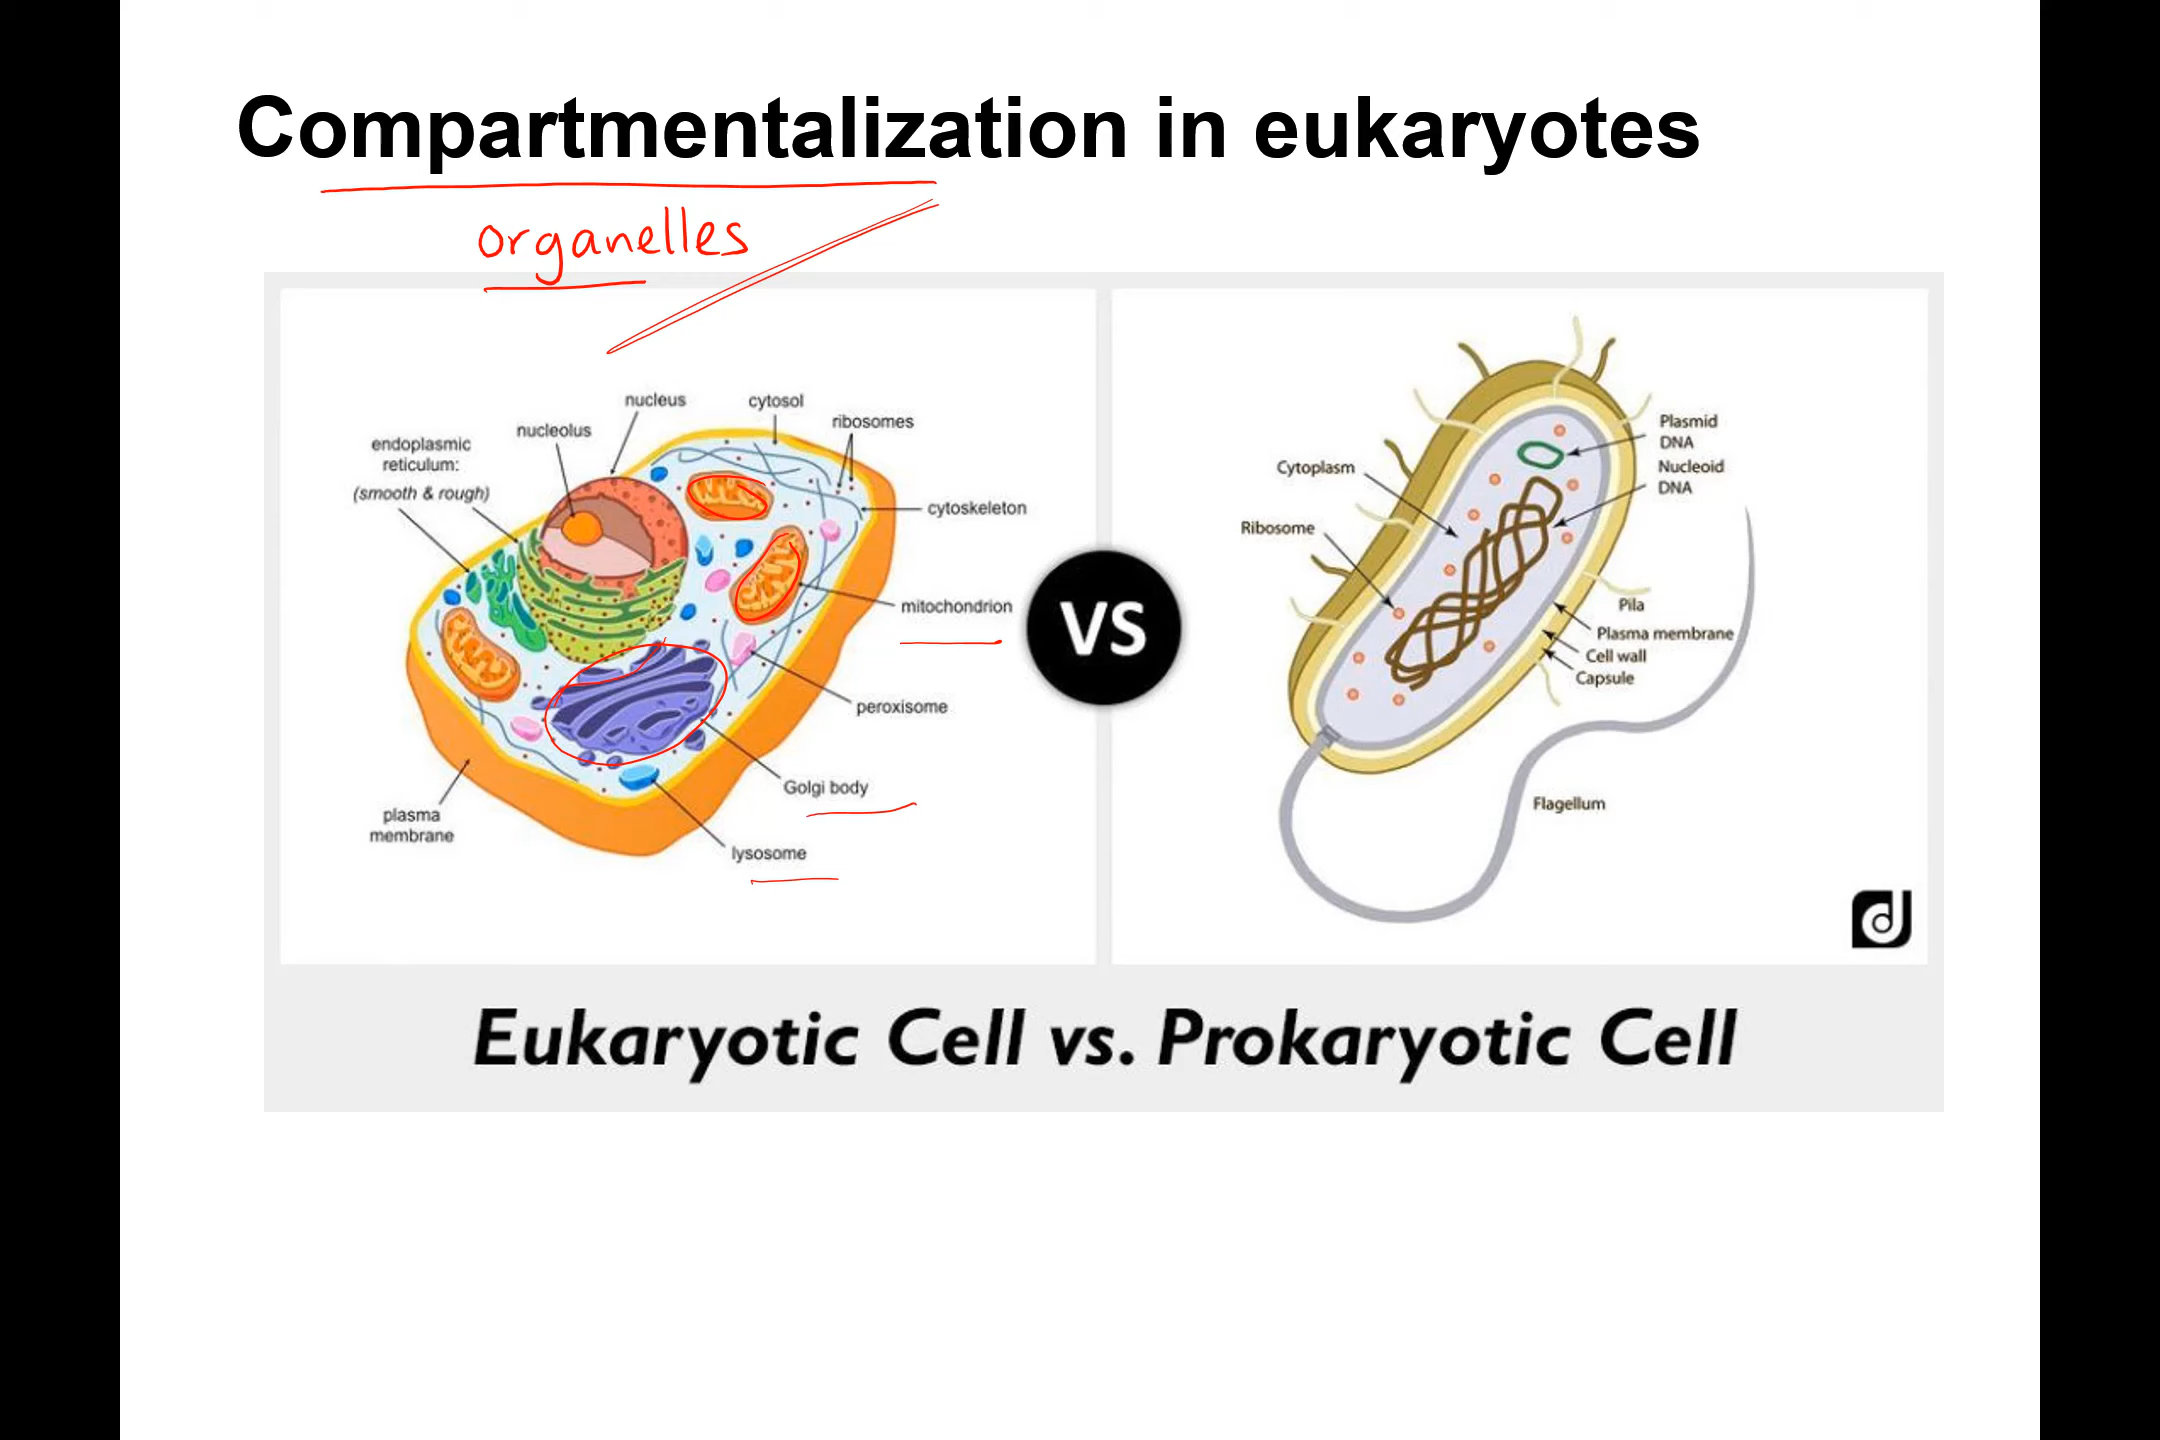 Compartmentalization in eukaryotes
organelles
nucleus
cytosol
nucleolus
ribosomes
endoplasmic
reticulum:
(smooth & rough)
cytoskeleton
mitochondrion
peroxisome
Golgi body
plasma
membrane
lysosome
VS
Plasmid
DNA
Cytoplasm
Nucleoid
DNA
Ribosome
Pila
Plasma membrane
Cell wall
Capsule
Flagellum
d
Eukaryotic Cell vs. Prokaryotic Cell